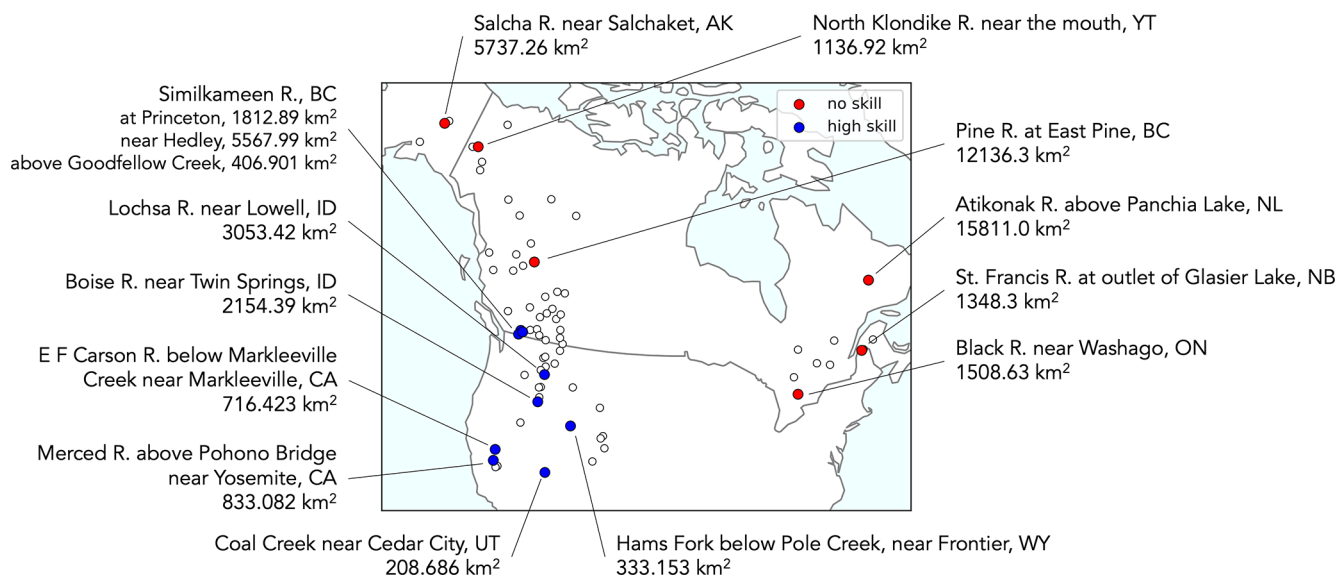 Salcha R. near Salchaket, AK
5737.26 km²
North Klondike R. near the mouth, YT
1136.92 km²
Similkameen R., BC
at Princeton, 1812.89 km²
near Hedley, 5567.99 km²
above Goodfellow Creek, 406.901 km²
no skill
high skill
Pine R. at East Pine, BC
12136.3 km²
Lochsa R. near Lowell, ID
3053.42 km²
Atikonak R. above Panchia Lake, NL
15811.0 km²
Boise R. near Twin Springs, ID
2154.39 km²
St. Francis R. at outlet of Glasier Lake, NB
1348.3 km²
E F Carson R. below Markleeville
Creek near Markleeville, CA
716.423 km²
Black R. near Washago, ON
1508.63 km²
Merced R. above Pohono Bridge
near Yosemite, CA
833.082 km²
Coal Creek near Cedar City, UT
208.686 km²
Hams Fork below Pole Creek, near Frontier, WY
333.153 km²